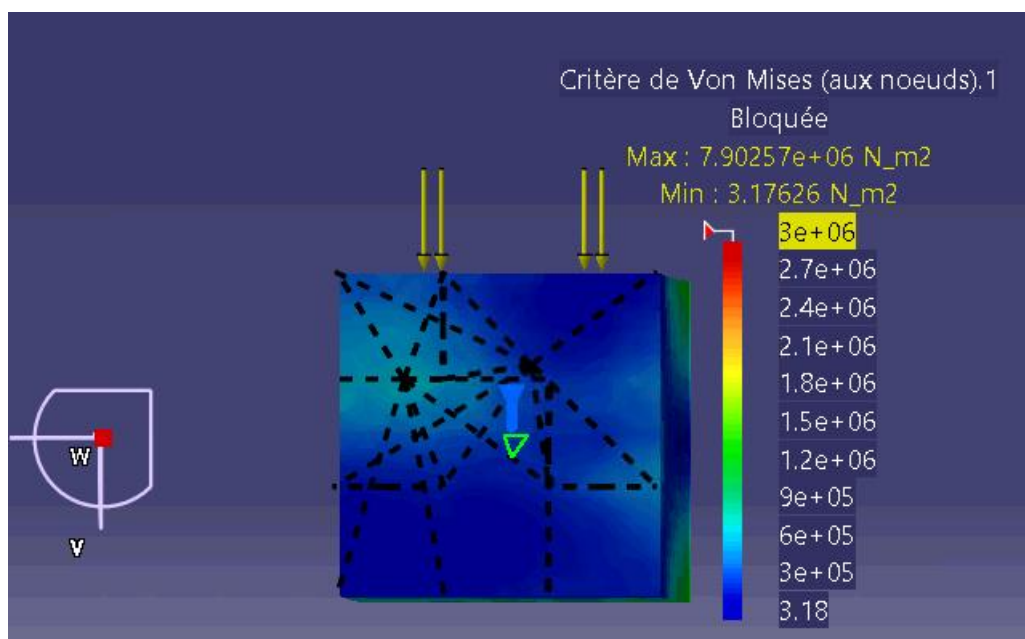 Critère de Von Mises (aux noeuds).1
Bloquée
Max : 7.90257e+06 N_m2
Min : 3.17626 N_m2
3e+06
2.7e+06
2.4e+06
2.1e+06
1.8e+06
1.5e+06
1.2e+06
9e+05
6e+05
3e+05
3.18
W
V